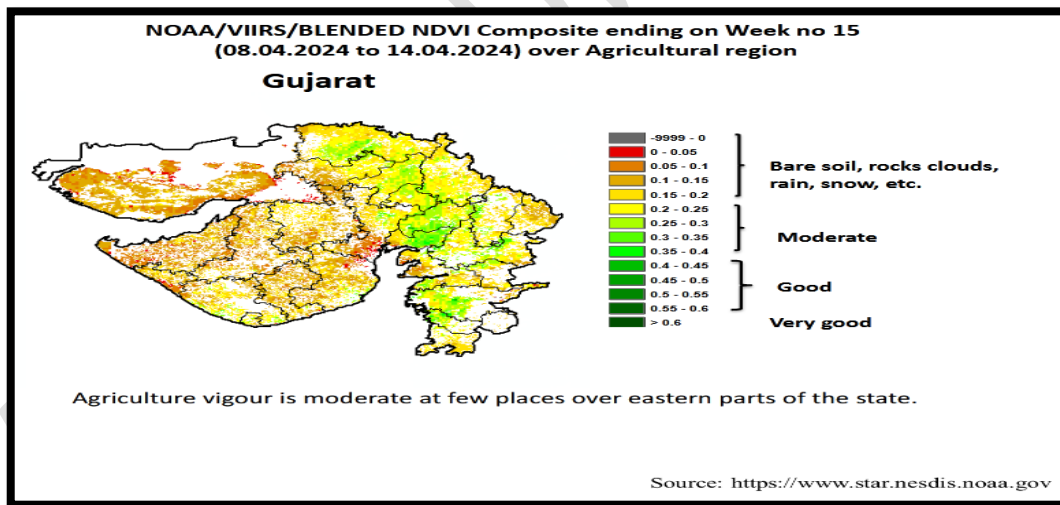 NOAA/VIIRS/BLENDED NDVI Composite ending on Week no 15
(08.04.2024 to 14.04.2024) over Agricultural region
Gujarat
-9999 - 0
0 - 0.05
0.05 - 0.1
0.1 - 0.15
0.15 - 0.2
0.2 - 0.25
0.25 - 0.3
0.3 - 0.35
0.35 - 0.4
0.4 - 0.45
0.45 - 0.5
0.5 - 0.55
0.55 - 0.6
> 0.6
Bare soil, rocks clouds,
rain, snow, etc.
Moderate
Good
Very good
Agriculture vigour is moderate at few places over eastern parts of the state.
Source: https://www.star.nesdis.noaa.gov